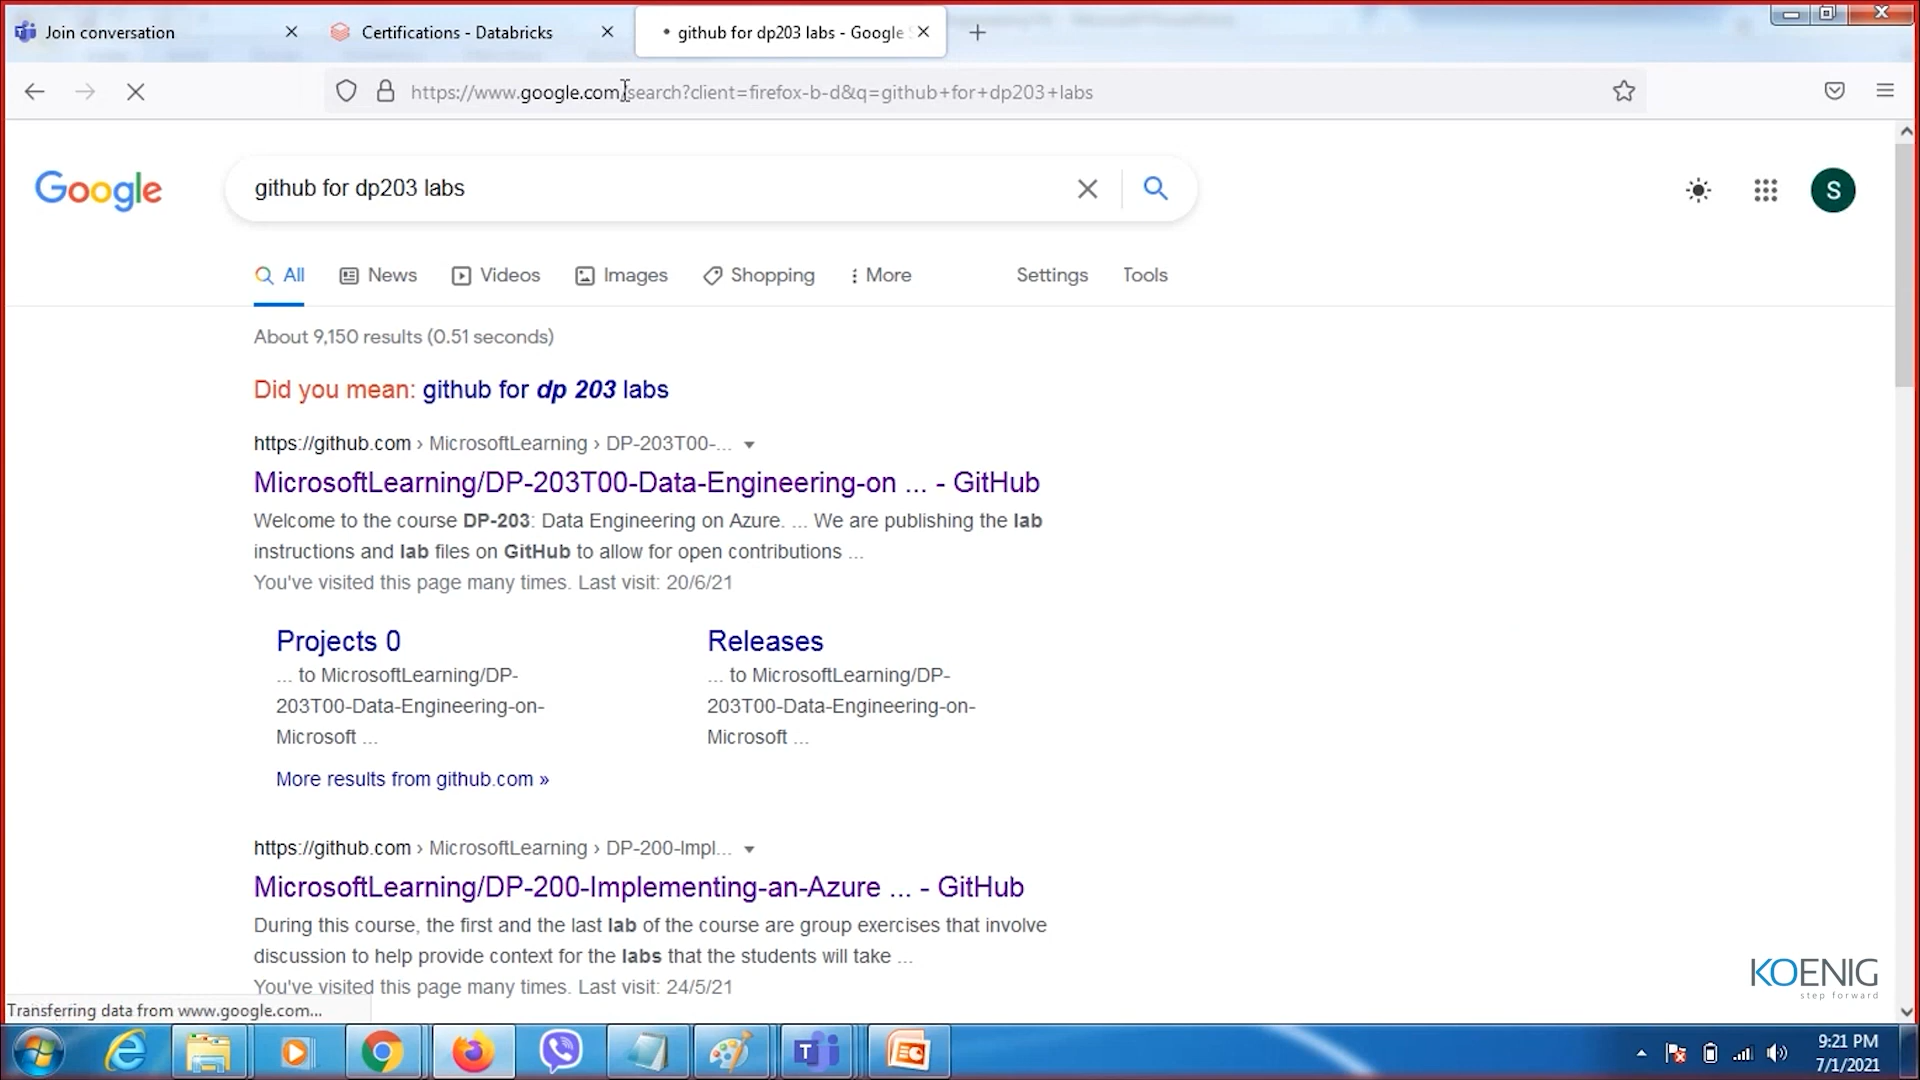 Join conversation
Certifications - Databricks
github for dp203 labs - Google
https://www.google.com/search?client=firefox-b-d&q=github+for+dp203+labs
Google
github for dp203 labs
S
All
News
Videos
Images
Shopping
More
Settings
Tools
About 9,150 results (0.51 seconds)
Did you mean: github for dp 203 labs
https://github.com › MicrosoftLearning › DP-203T00-...
MicrosoftLearning/DP-203T00-Data-Engineering-on ... - GitHub
Welcome to the course DP-203: Data Engineering on Azure. ... We are publishing the lab
instructions and lab files on GitHub to allow for open contributions ...
You've visited this page many times. Last visit: 20/6/21
Projects 0
... to MicrosoftLearning/DP-
203T00-Data-Engineering-on-
Microsoft ...
Releases
... to MicrosoftLearning/DP-
203T00-Data-Engineering-on-
Microsoft ...
More results from github.com »
https://github.com › MicrosoftLearning › DP-200-Impl...
MicrosoftLearning/DP-200-Implementing-an-Azure ... - GitHub
During this course, the first and the last lab of the course are group exercises that involve
discussion to help provide context for the labs that the students will take ...
You've visited this page many times. Last visit: 24/5/21
KOENIG
step forward
Transferring data from www.google.com...
9:21 PM
7/1/2021